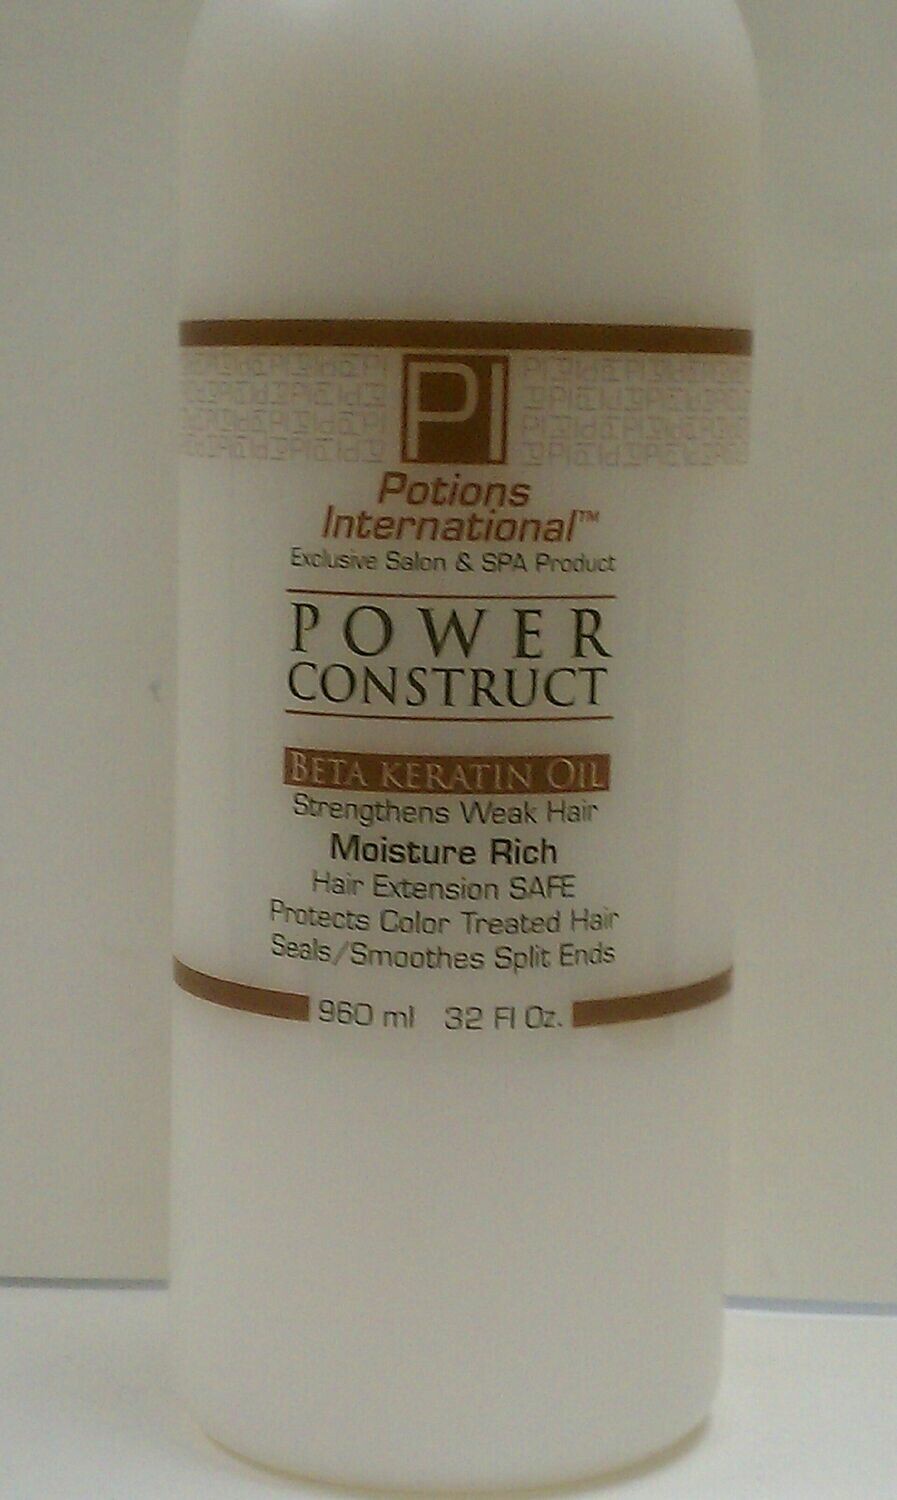 PI
Potions
International™
Exclusive Salon & SPA Product
POWER
CONSTRUCT
BETA KERATIN OIL
Strengthens Weak Hair
Moisture Rich
Hair Extension SAFE
Protects Color Treated Hair
Seals/Smoothes Split Ends
960 ml 32 Fl Oz.